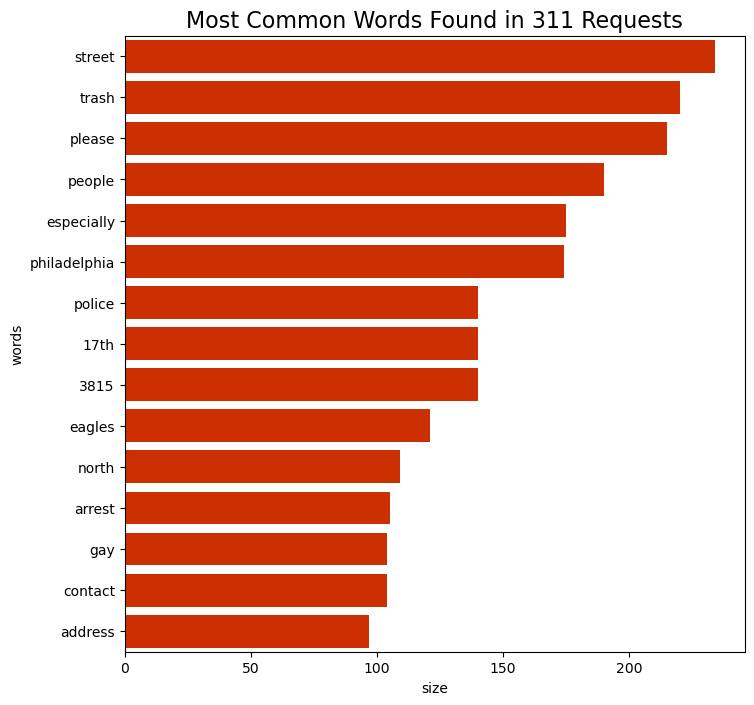 Most Common Words Found in 311 Requests
street
trash
please
people
especially
philadelphia
police
17th
3815
eagles
north
arrest
gay
contact
address
words
0 50 100 150 200
size